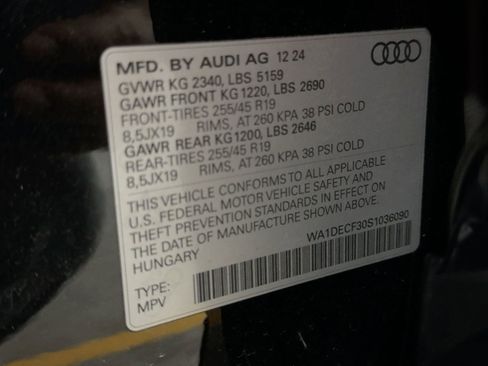 MFD. BY AUDI AG 12 24
GVWR KG 2340, LBS 5159
GAWR FRONT KG 1220, LBS 2690
FRONT-TIRES 255/45 R19
8,5JX19 RIMS, AT 260 KPA 38 PSI COLD
GAWR REAR KG1200, LBS 2646
REAR-TIRES 255/45 R19
8,5JX19 RIMS, AT 260 KPA 38 PSI COLD
THIS VEHICLE CONFORMS TO ALL APPLICABLE
U.S. FEDERAL MOTOR VEHICLE SAFETY AND
THEFT PREVENTION STANDARDS IN EFFECT ON
THE DATE OF MANUFACTURE SHOWN ABOVE.
HUNGARY
WA1DECF30S1036090
TYPE:
MPV